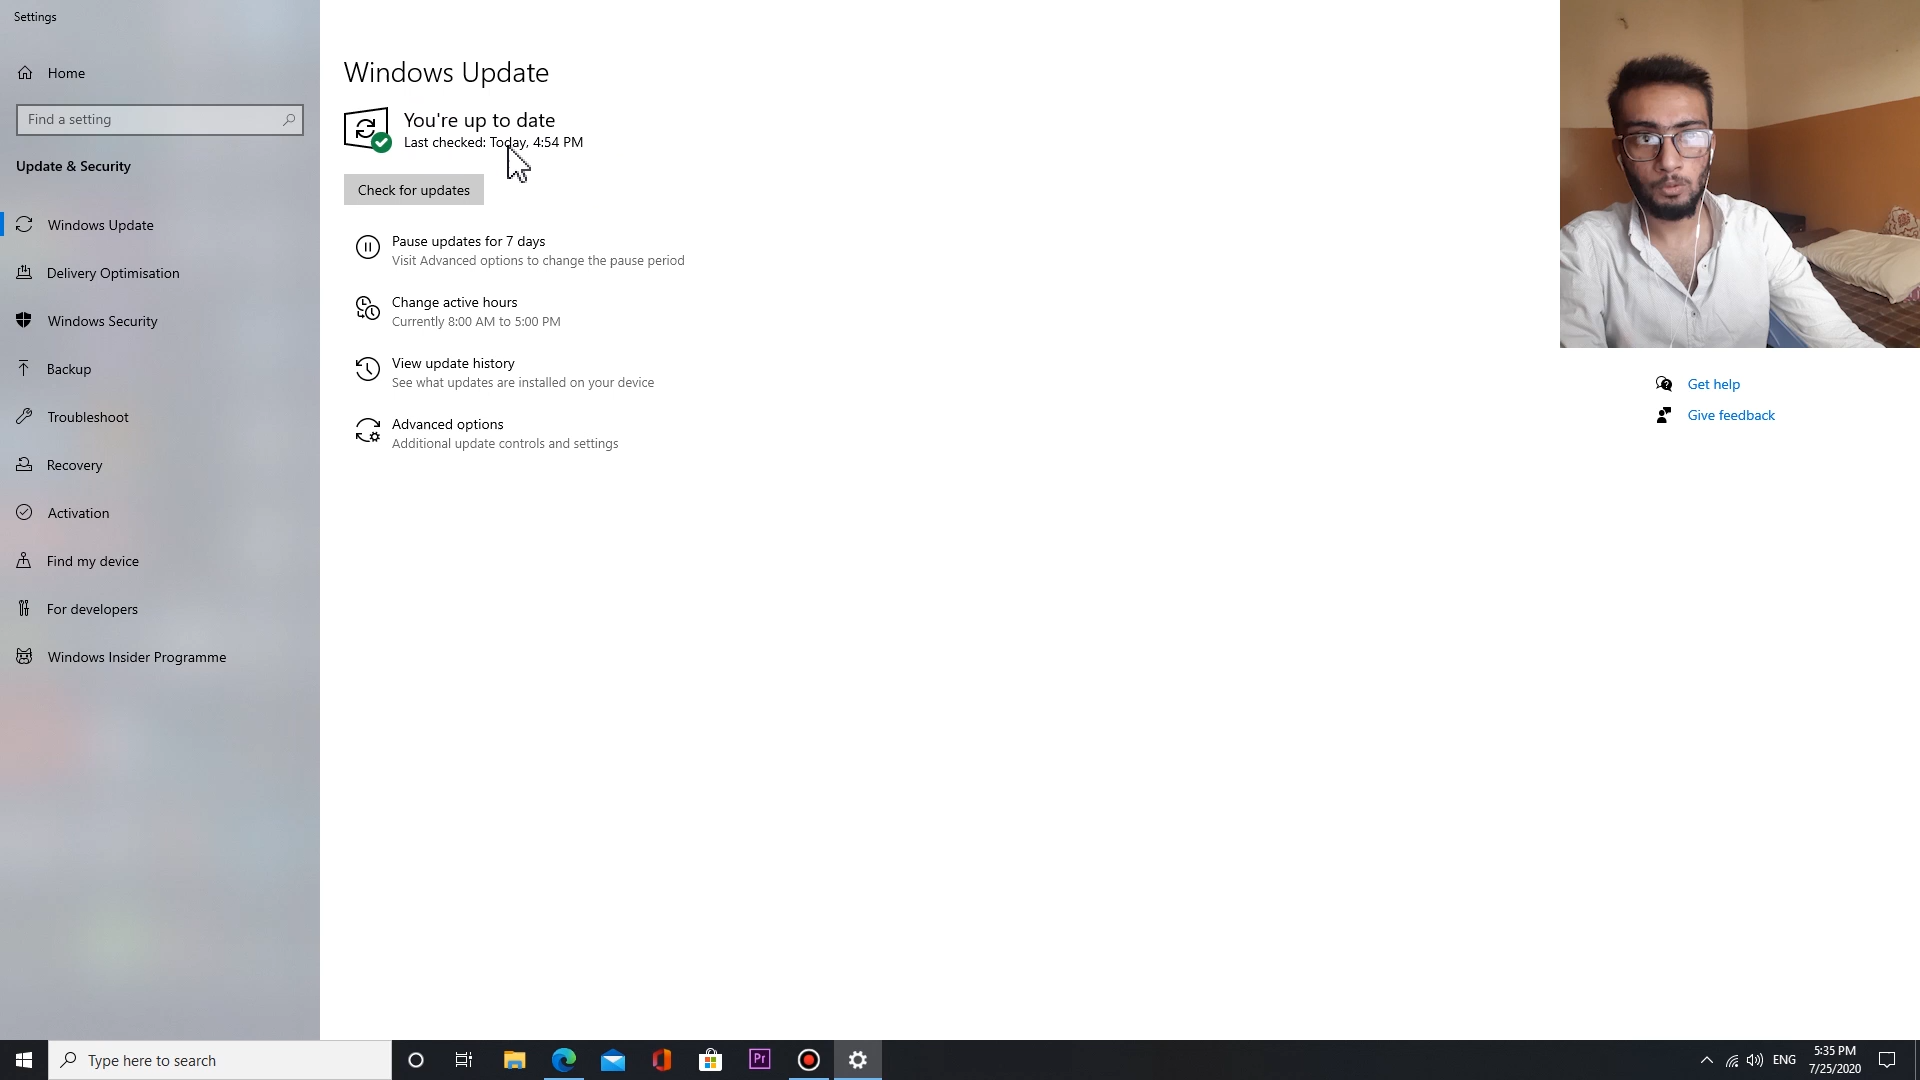 Settings
Home
Find a setting
Update & Security
Windows Update
Delivery Optimisation
Windows Security
Backup
Troubleshoot
Recovery
Activation
Find my device
For developers
Windows Insider Programme
Windows Update
You're up to date
Last checked: Today, 4:54 PM
Check for updates
Pause updates for 7 days
Visit Advanced options to change the pause period
Change active hours
Currently 8:00 AM to 5:00 PM
View update history
See what updates are installed on your device
Advanced options
Additional update controls and settings
Get help
Give feedback
Type here to search
Pr
ENG
5:35 PM
7/25/2020